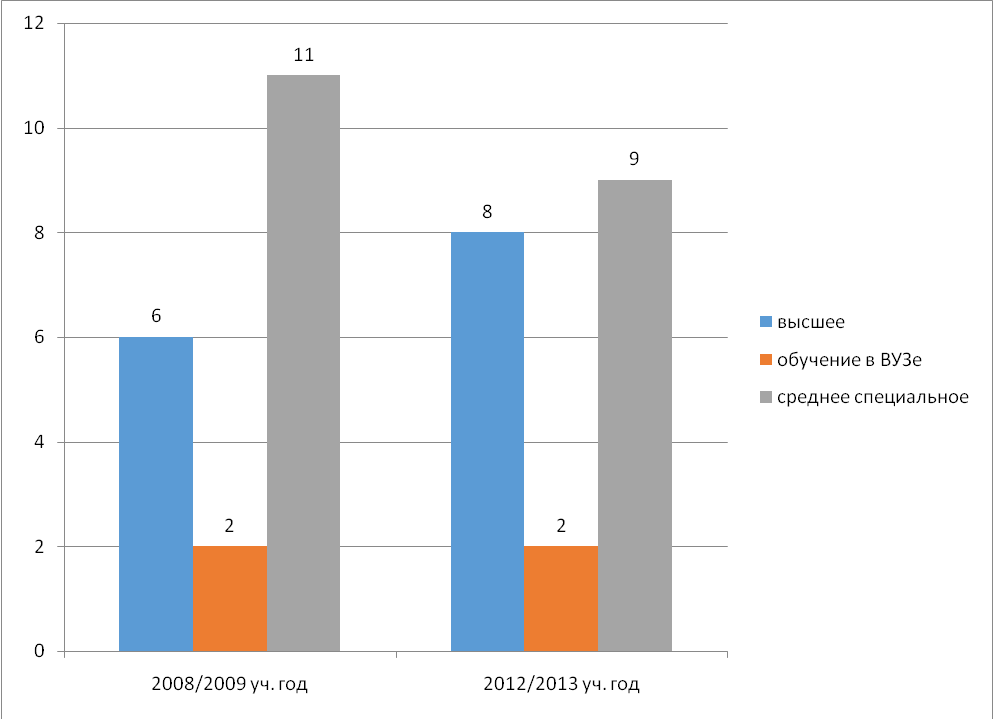 12
10
8
6
4
2
0
6
2
11
8
2
9
2008/2009 уч. год
2012/2013 уч. год
высшее
обучение в ВУЗе
среднее специальное